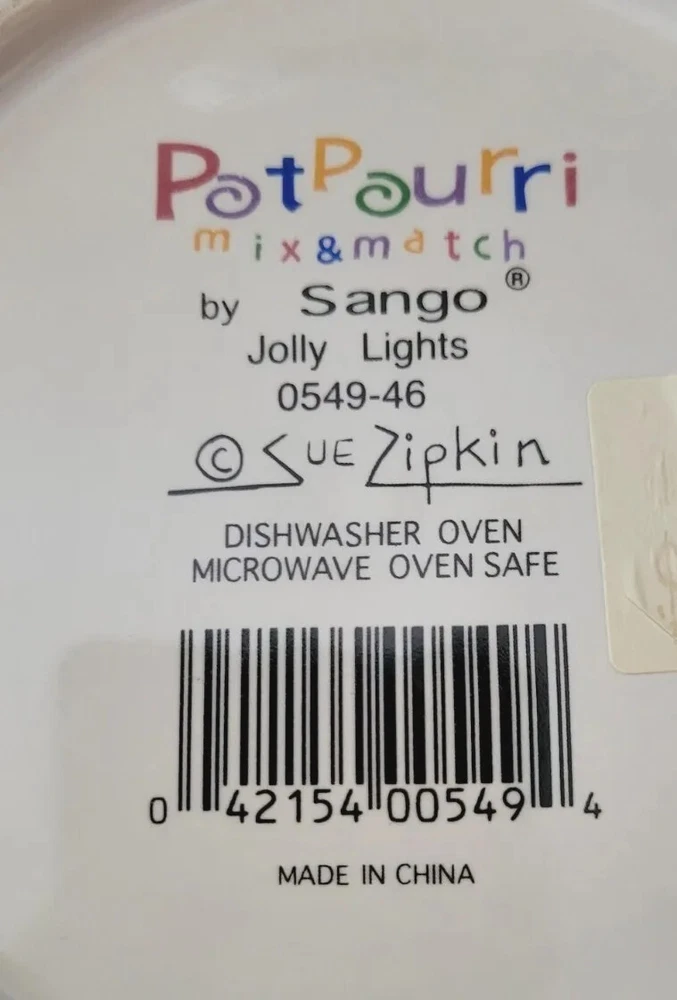 PotPourri
mix&match
by Sango®
Jolly Lights
0549-46
© Sue Zipkin
DISHWASHER OVEN
MICROWAVE OVEN SAFE
0 42154 00549 4
MADE IN CHINA
$